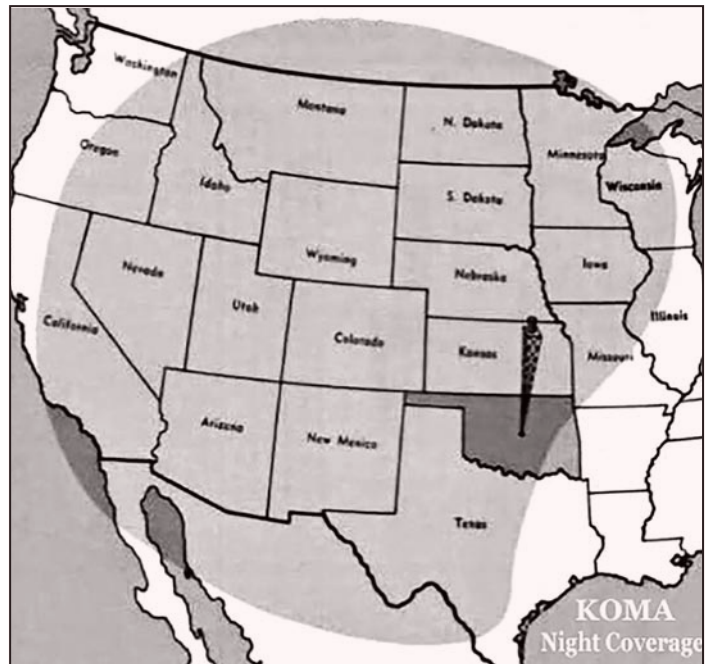 Washington
Montana
N. Dakota
Minnesota
Oregon
Idaho
S. Dakota
Wisconsin
Wyoming
Nevada
Nebraska
Iowa
Utah
California
Colorado
Kansas
Illinois
Missouri
Arizona
New Mexico
Texas
KOMA
Night Coverage